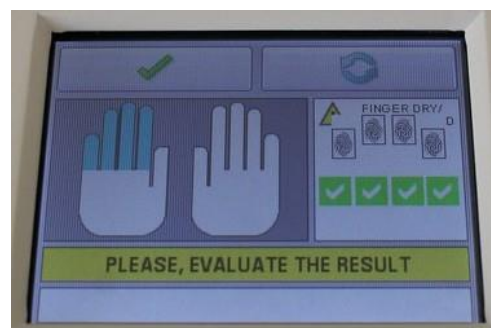 FINGER DRY/
D
PLEASE, EVALUATE THE RESULT